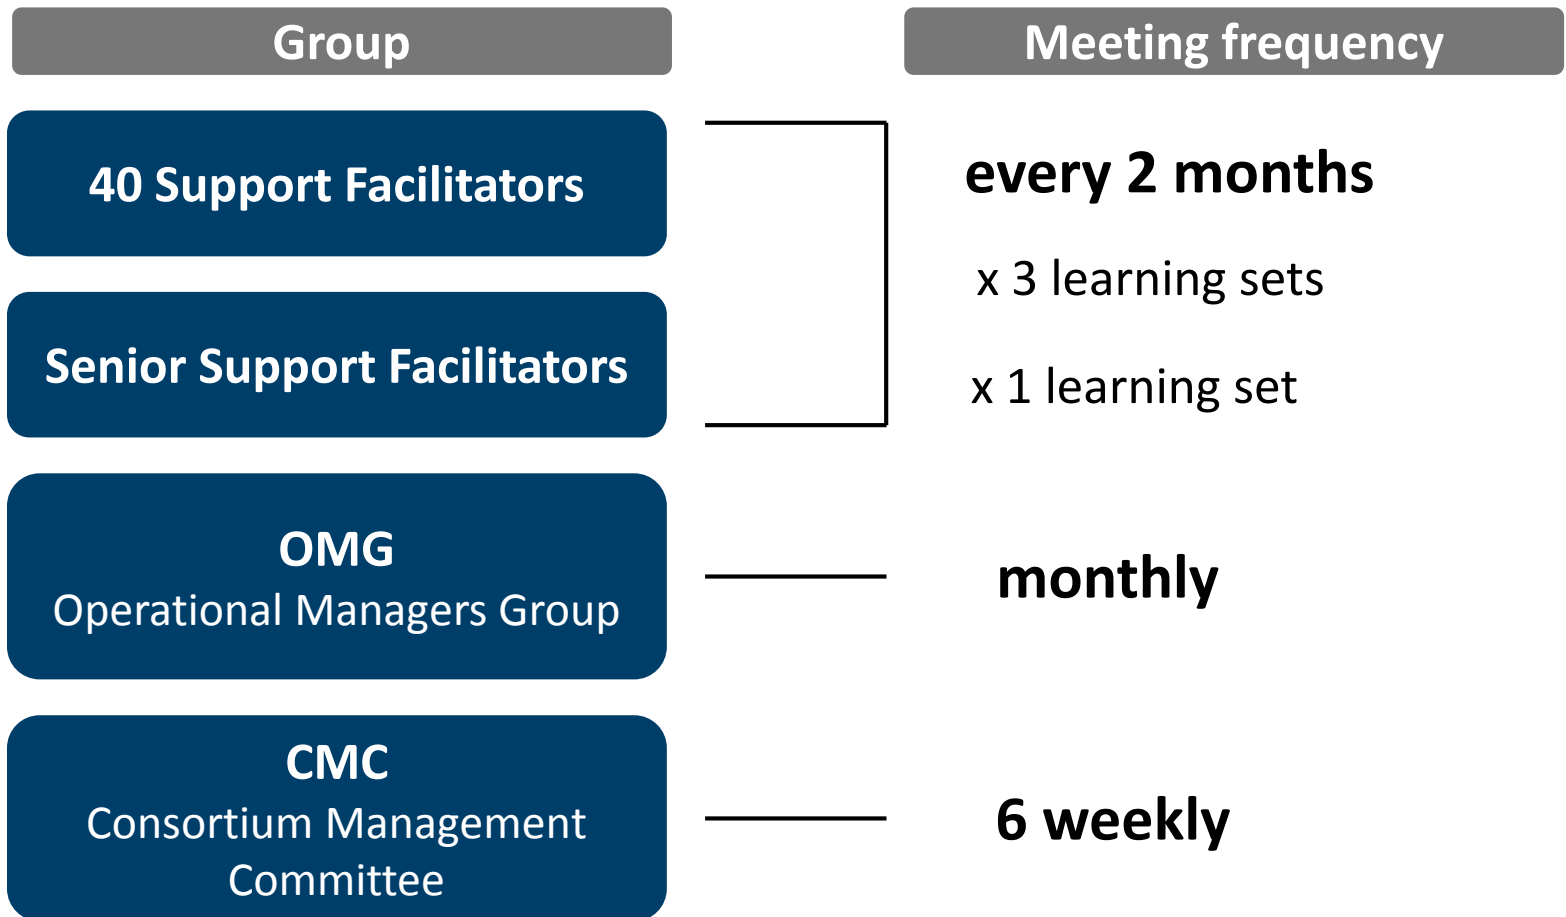 Group
Meeting frequency
40 Support Facilitators
every 2 months
x 3 learning sets
Senior Support Facilitators
x 1 learning set
OMG
Operational Managers Group
monthly
CMC
Consortium Management
Committee
6 weekly